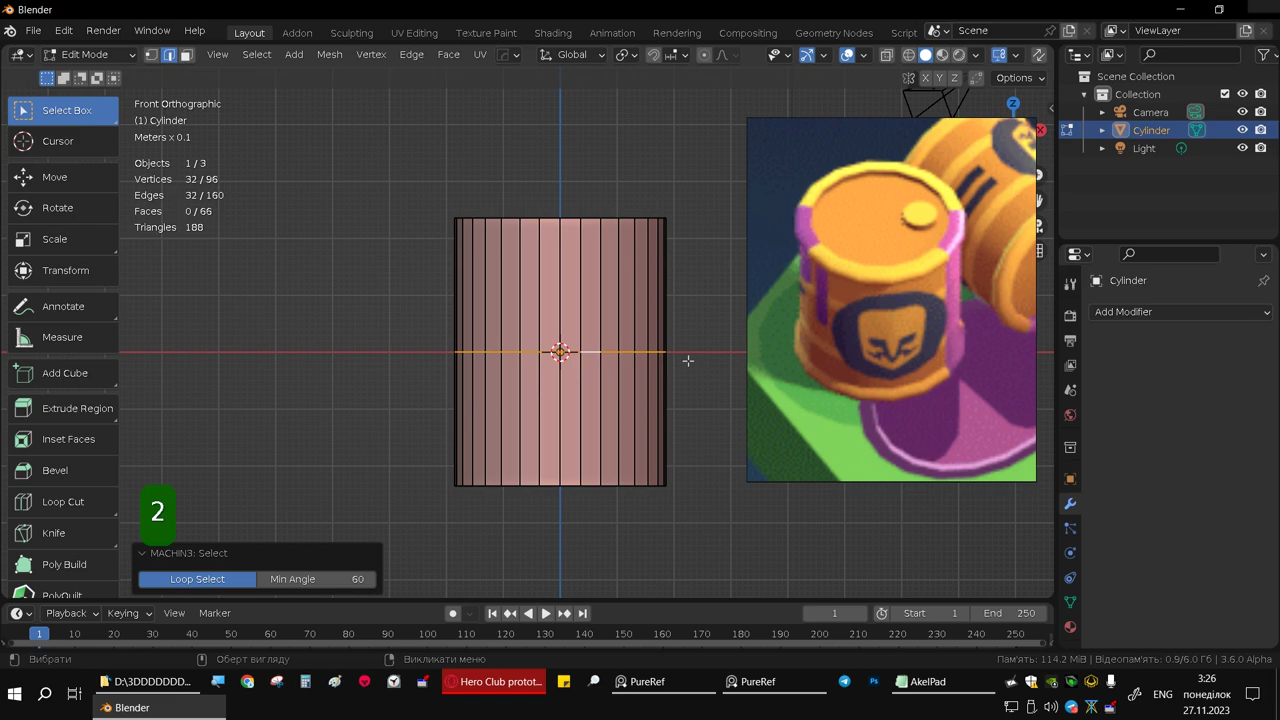 Blender
File Edit Render Window Help Layout Addon Sculpting UV Editing Texture Paint Shading Animation Rendering Compositing Geometry Nodes Script Scene ViewLayer
Edit Mode View Select Add Mesh Vertex Edge Face UV Global
X Y Z Options
Select Box
Cursor
Move
Rotate
Scale
Transform
Annotate
Measure
Add Cube
Extrude Region
Inset Faces
Bevel
Loop Cut
Knife
Poly Build
PolyQuilt
Front Orthographic
(1) Cylinder
Meters x 0.1
Objects 1 / 3
Vertices 32 / 96
Edges 32 / 160
Faces 0 / 66
Triangles 188
Z
2
MACHIN3: Select
Loop Select Min Angle 60
Scene Collection
Collection
Camera
Cylinder
Light
Cylinder
Add Modifier
Playback Keying View Marker 1 Start 1 End 250
1 10 20 30 40 50 60 70 80 90 100 110 120 130 140 150 160 170 180 190 200 210 220 230 240 250
Вибрати Оберт вигляду Викликати меню Пам'ять: 114.2 MiB | Відеопам'ять: 0.9/6.0 Гб | 3.6.0 Alpha
D:\3DDDDDDD... Hero Club protot... PureRef PureRef AkelPad
Blender
ENG
3:26
понеділок
27.11.2023